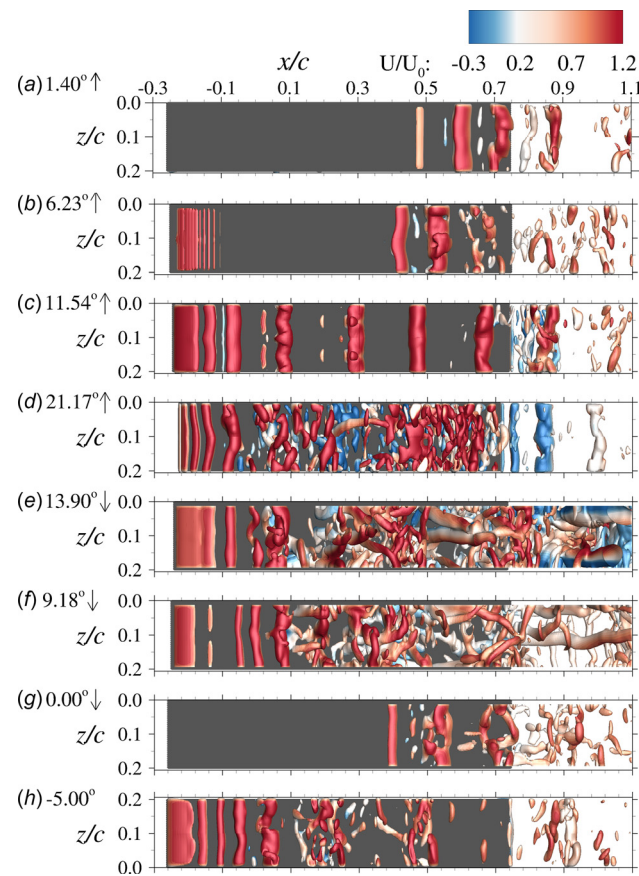 x/c U/U₀: -0.3 0.2 0.7 1.2
(a) 1.40°↑
-0.3 -0.1 0.1 0.3 0.5 0.7 0.9 1.1
0.0
z/c 0.1
0.2
(b) 6.23°↑
0.0
z/c 0.1
0.2
(c) 11.54°↑
0.0
z/c 0.1
0.2
(d) 21.17°↑
0.0
z/c 0.1
0.2
(e) 13.90°↓
0.0
z/c 0.1
0.2
(f) 9.18°↓
0.0
z/c 0.1
0.2
(g) 0.00°↓
0.0
z/c 0.1
0.2
(h) -5.00°
0.2
z/c 0.1
0.0